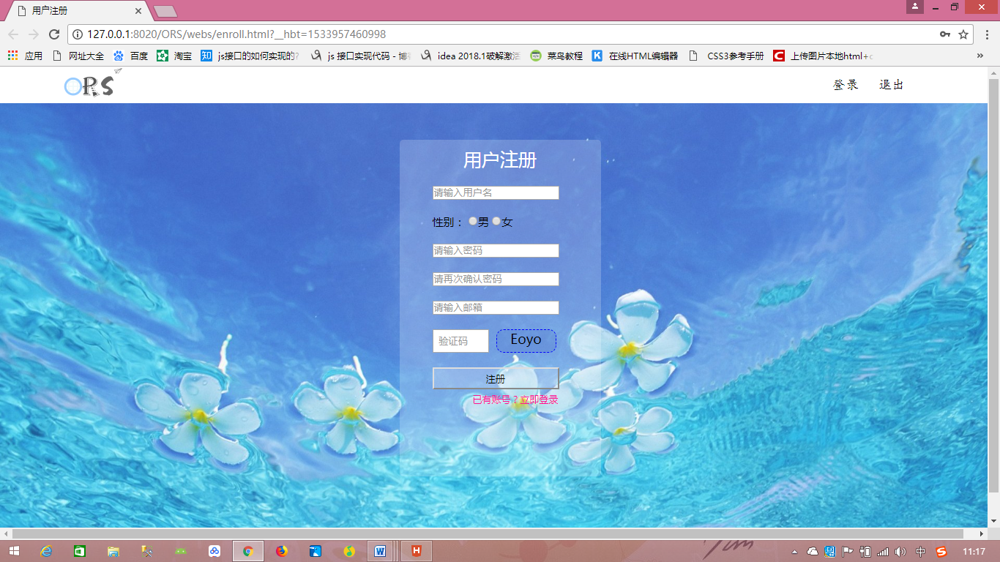 用户注册
127.0.0.1:8020/ORS/webs/enroll.html?__hbt=1533957460998
应用 网址大全 百度 淘宝 知 js接口的如何实现的? js 接口实现代码 - 博 idea 2018.1破解激 菜鸟教程 K 在线HTML编辑器 CSS3参考手册 C 上传图片本地html+c »
ORS 登录 退出
用户注册
请输入用户名
性别： 男 女
请输入密码
请再次确认密码
请输入邮箱
验证码 Eoyo
注册
已有账号？立即登录
W H 中 S 11:17